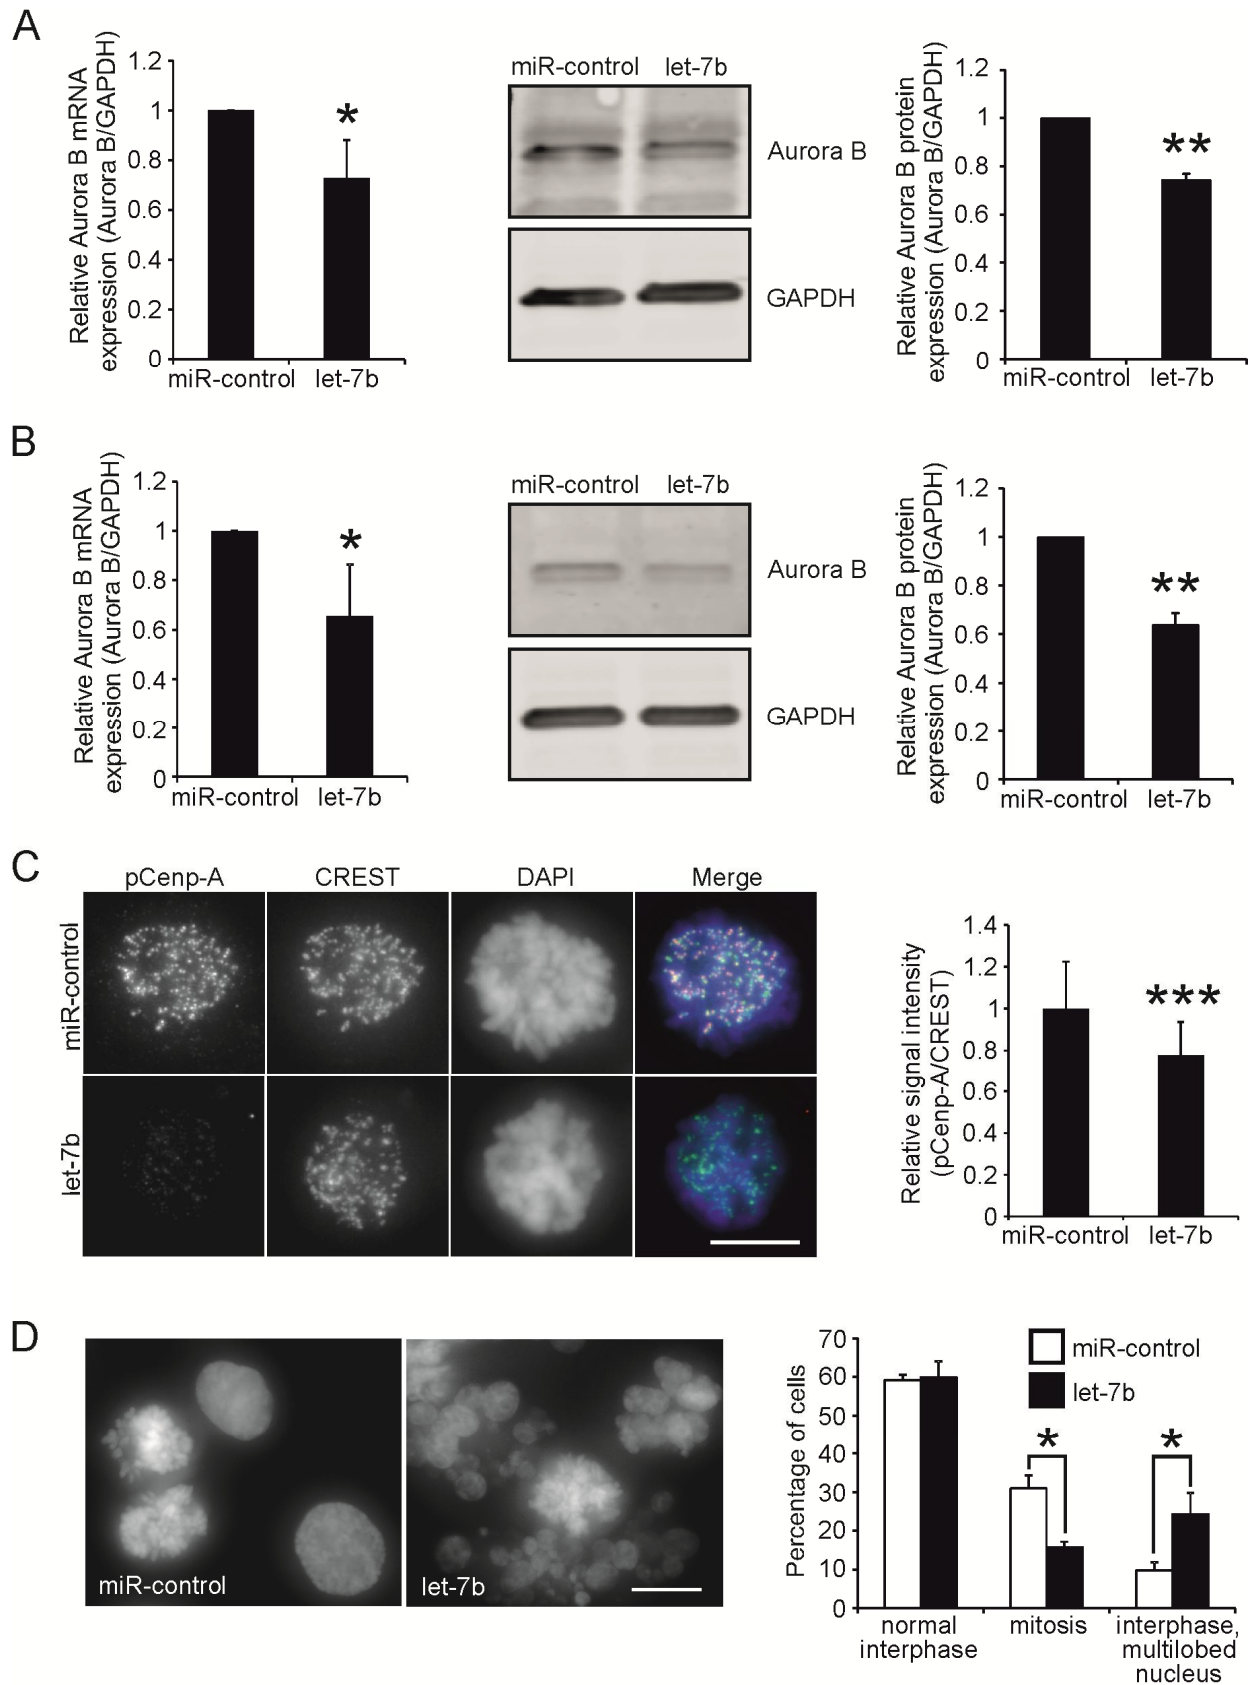 A
Relative Aurora B mRNA
expression (Aurora B/GAPDH)
1.2
1
0.8
0.6
0.4
0.2
0
*
miR-control let-7b
miR-control let-7b
Aurora B
GAPDH
Relative Aurora B protein
expression (Aurora B/GAPDH)
1.2
1
0.8
0.6
0.4
0.2
0
**
miR-control let-7b
B
Relative Aurora B mRNA
expression (Aurora B/GAPDH)
1.2
1
0.8
0.6
0.4
0.2
0
*
miR-control let-7b
miR-control let-7b
Aurora B
GAPDH
Relative Aurora B protein
expression (Aurora B/GAPDH)
1.2
1
0.8
0.6
0.4
0.2
0
**
miR-control let-7b
C
pCenp-A CREST DAPI Merge
miR-control
let-7b
Relative signal intensity
(pCenp-A/CREST)
1.4
1.2
1
0.8
0.6
0.4
0.2
0
***
miR-control let-7b
D
miR-control
let-7b
Percentage of cells
70
60
50
40
30
20
10
0
miR-control
let-7b
* *
normal
interphase
mitosis
interphase,
multilobed
nucleus